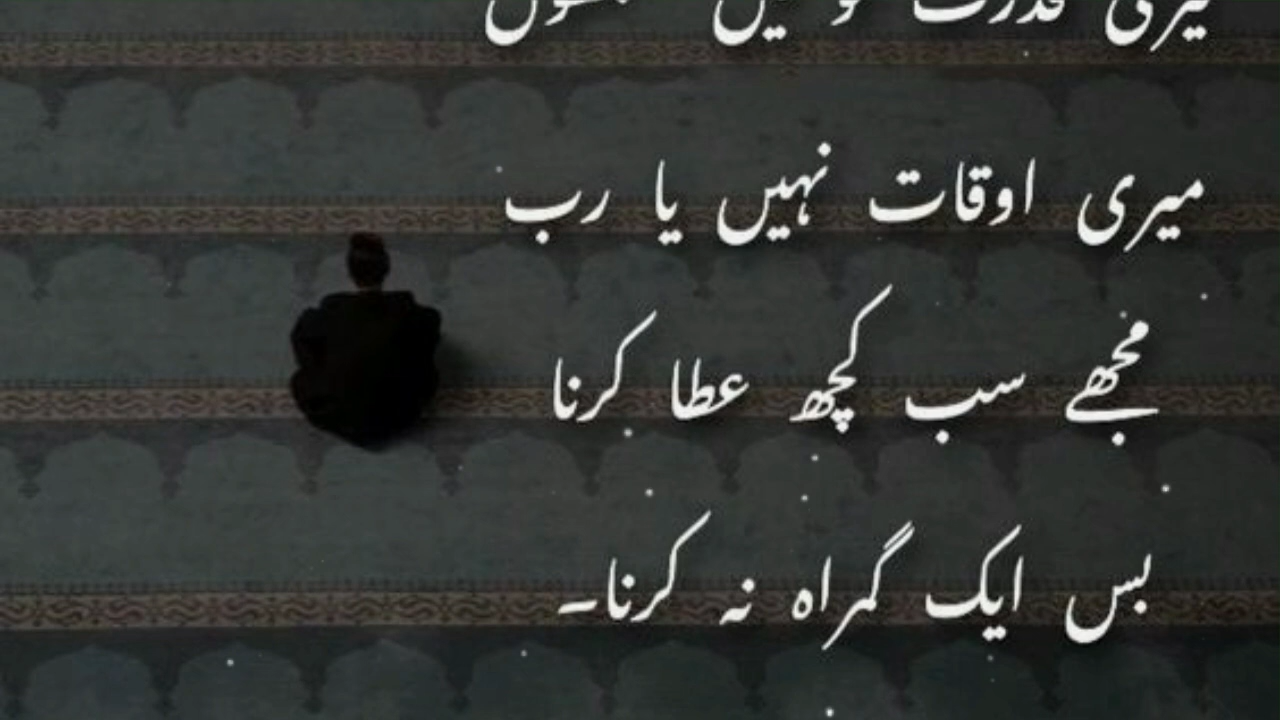 میری اوقات نہیں یا رب
مجھے سب کچھ عطا کرنا
بس ایک گمراہ نہ کرنا۔